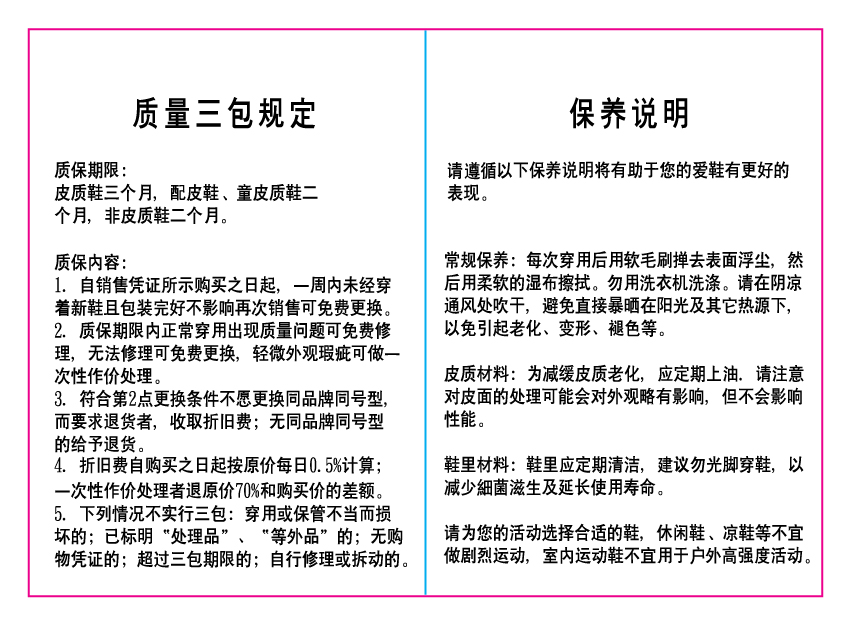 质量三包规定
质保期限：
皮质鞋三个月，配皮鞋、童皮质鞋二
个月，非皮质鞋二个月。
质保内容：
1. 自销售凭证所示购买之日起，一周内未经穿
着新鞋且包装完好不影响再次销售可免费更换。
2. 质保期限内正常穿用出现质量问题可免费修
理，无法修理可免费更换，轻微外观瑕疵可做一
次性作价处理。
3. 符合第2点更换条件不愿更换同品牌同号型，
而要求退货者，收取折旧费；无同品牌同号型
的给予退货。
4. 折旧费自购买之日起按原价每日0.5%计算；
一次性作价处理者退原价70%和购买价的差额。
5. 下列情况不实行三包：穿用或保管不当而损
坏的；已标明“处理品”、“等外品”的；无购
物凭证的；超过三包期限的；自行修理或拆动的。
保养说明
请遵循以下保养说明将有助于您的爱鞋有更好的
表现。
常规保养：每次穿用后用软毛刷掸去表面浮尘，然
后用柔软的湿布擦拭。勿用洗衣机洗涤。请在阴凉
通风处吹干，避免直接暴晒在阳光及其它热源下，
以免引起老化、变形、褪色等。
皮质材料：为减缓皮质老化，应定期上油．请注意
对皮面的处理可能会对外观略有影响，但不会影响
性能。
鞋里材料：鞋里应定期清洁，建议勿光脚穿鞋，以
减少細菌滋生及延长使用寿命。
请为您的活动选择合适的鞋，休闲鞋、凉鞋等不宜
做剧烈运动，室内运动鞋不宜用于户外高强度活动。